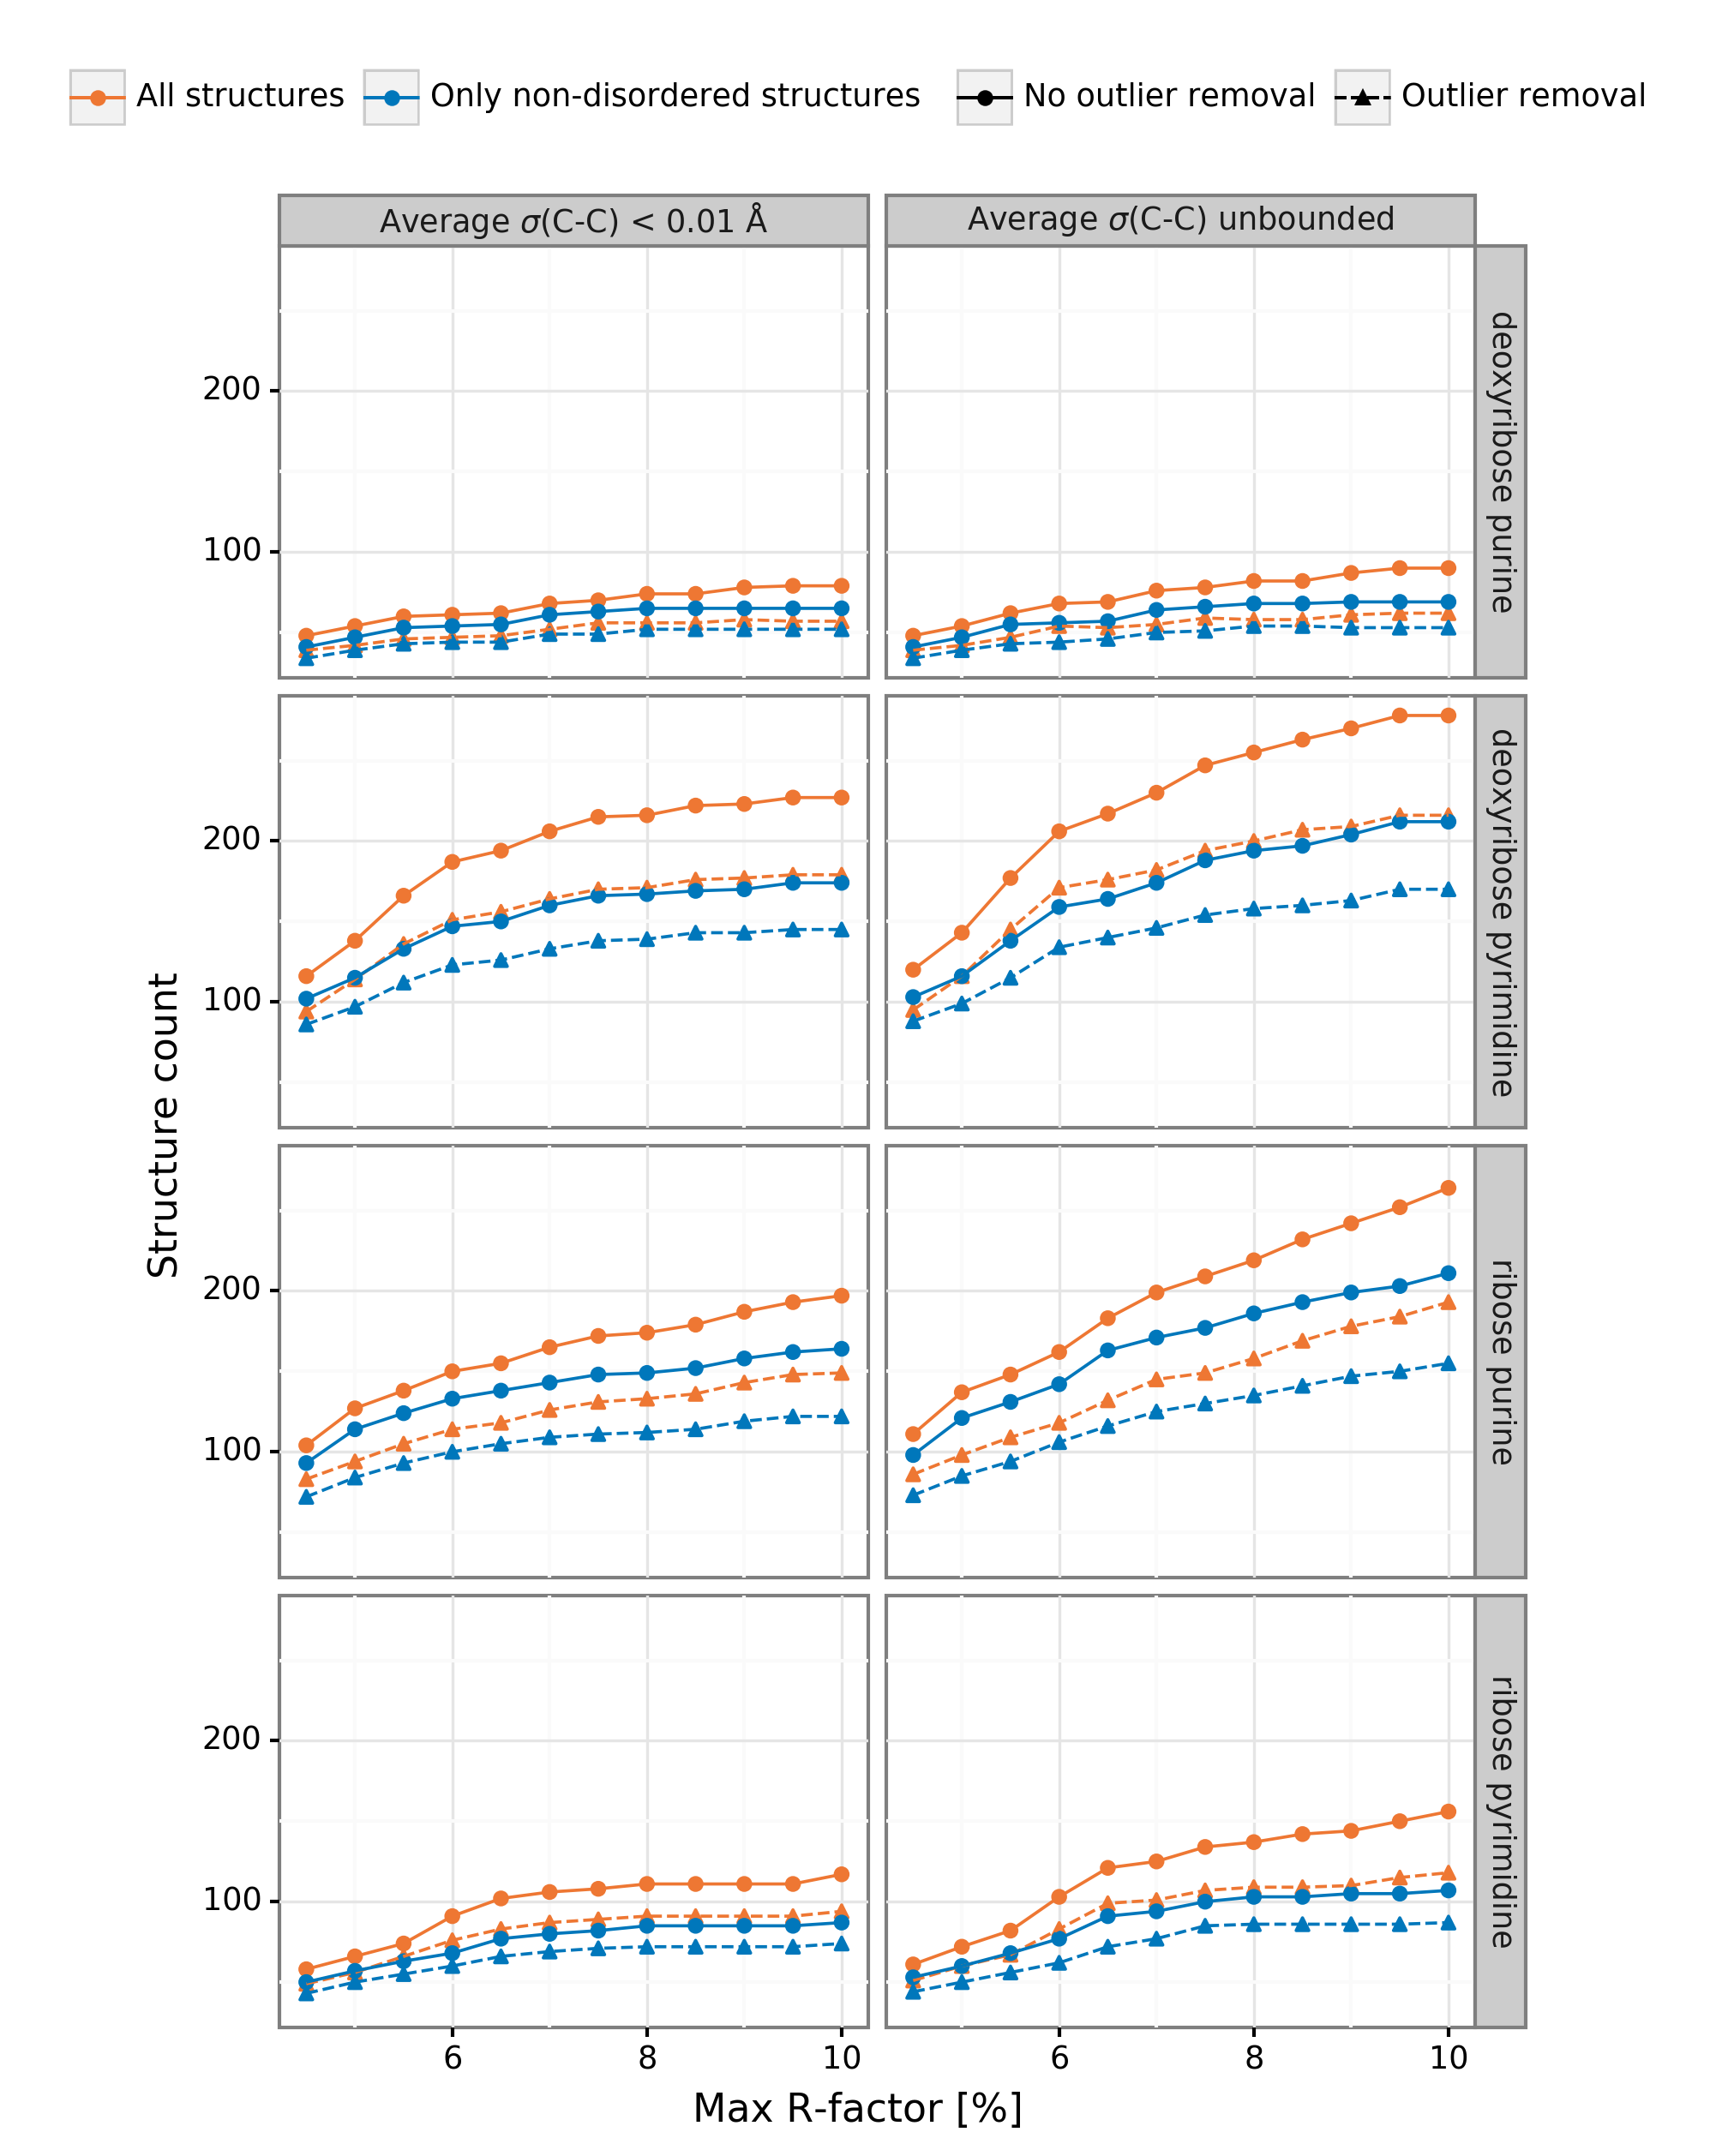 All structures
Only non-disordered structures
No outlier removal
Outlier removal
Average σ(C-C) < 0.01 Å
Average σ(C-C) unbounded
200
100
deoxyribose purine
200
100
deoxyribose pyrimidine
Structure count
200
100
ribose purine
200
100
ribose pyrimidine
6
8
10
6
8
10
Max R-factor [%]